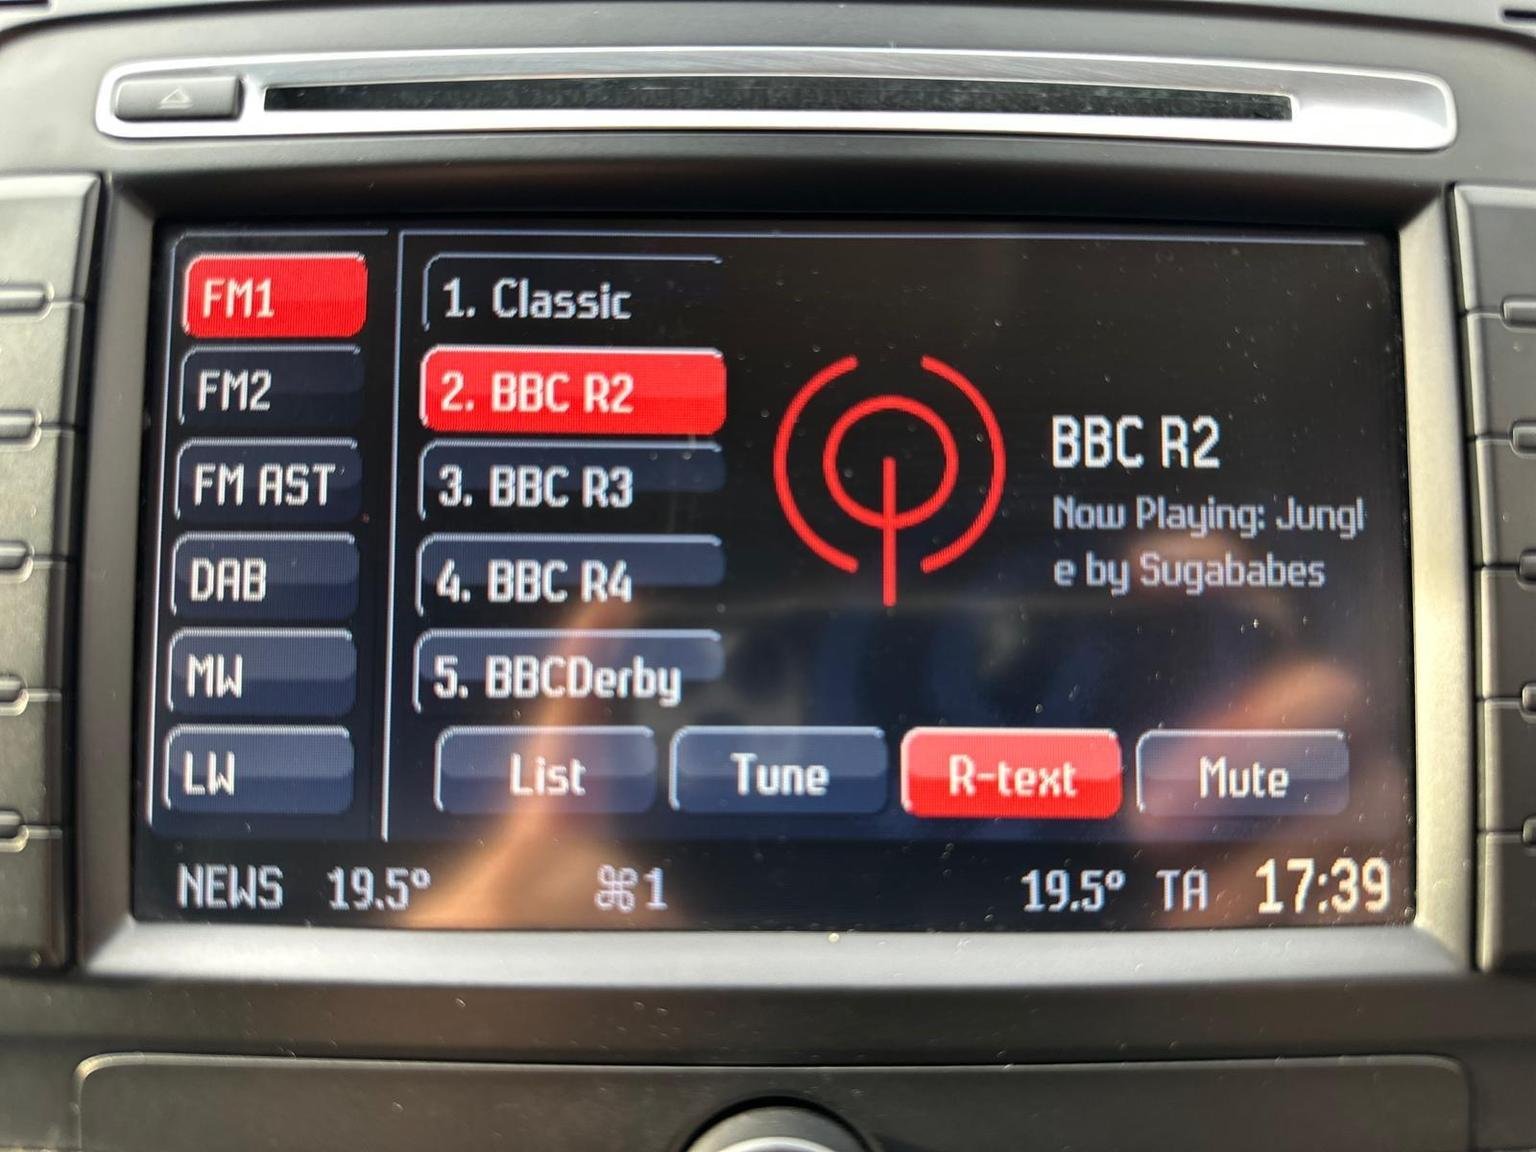 FM1
FM2
FM AST
DAB
MW
LW
1. Classic
2. BBC R2
3. BBC R3
4. BBC R4
5. BBCDerby
BBC R2
Now Playing: Jungl
e by Sugababes
List Tune R-text Mute
NEWS 19.5° ⌘1 19.5° TA 17:39